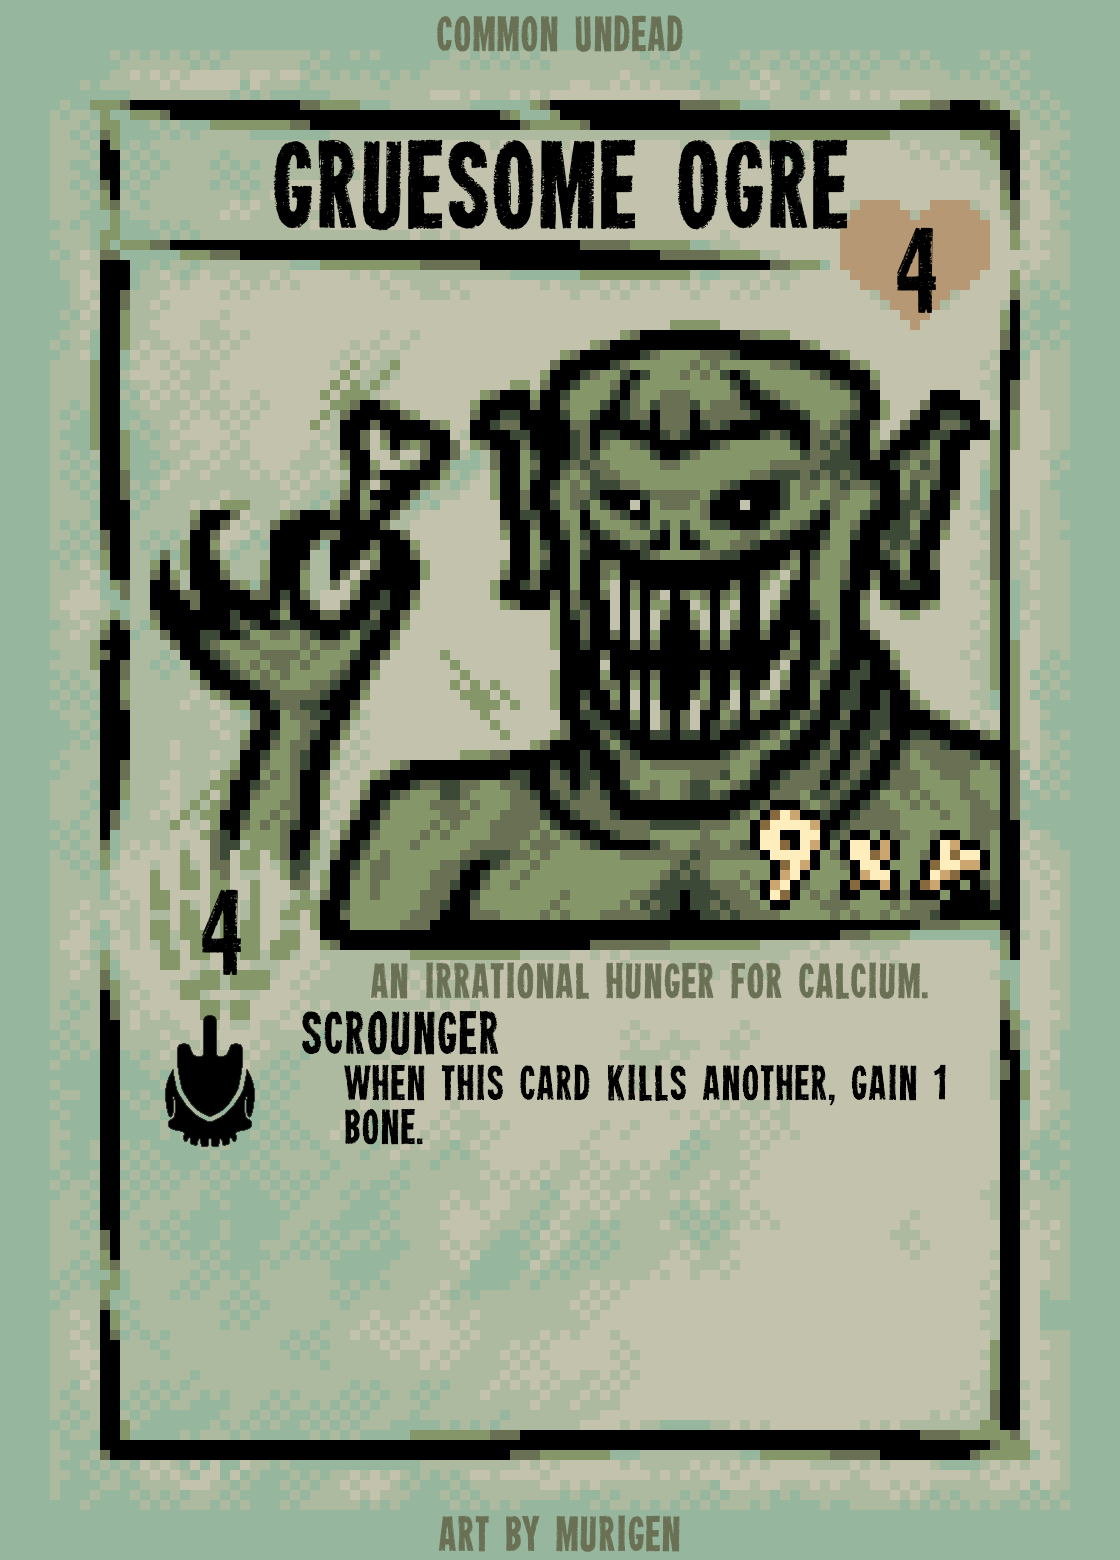 COMMON UNDEAD
GRUESOME OGRE
4
9 x
4
AN IRRATIONAL HUNGER FOR CALCIUM.
SCROUNGER
WHEN THIS CARD KILLS ANOTHER, GAIN 1
BONE.
ART BY MURIGEN